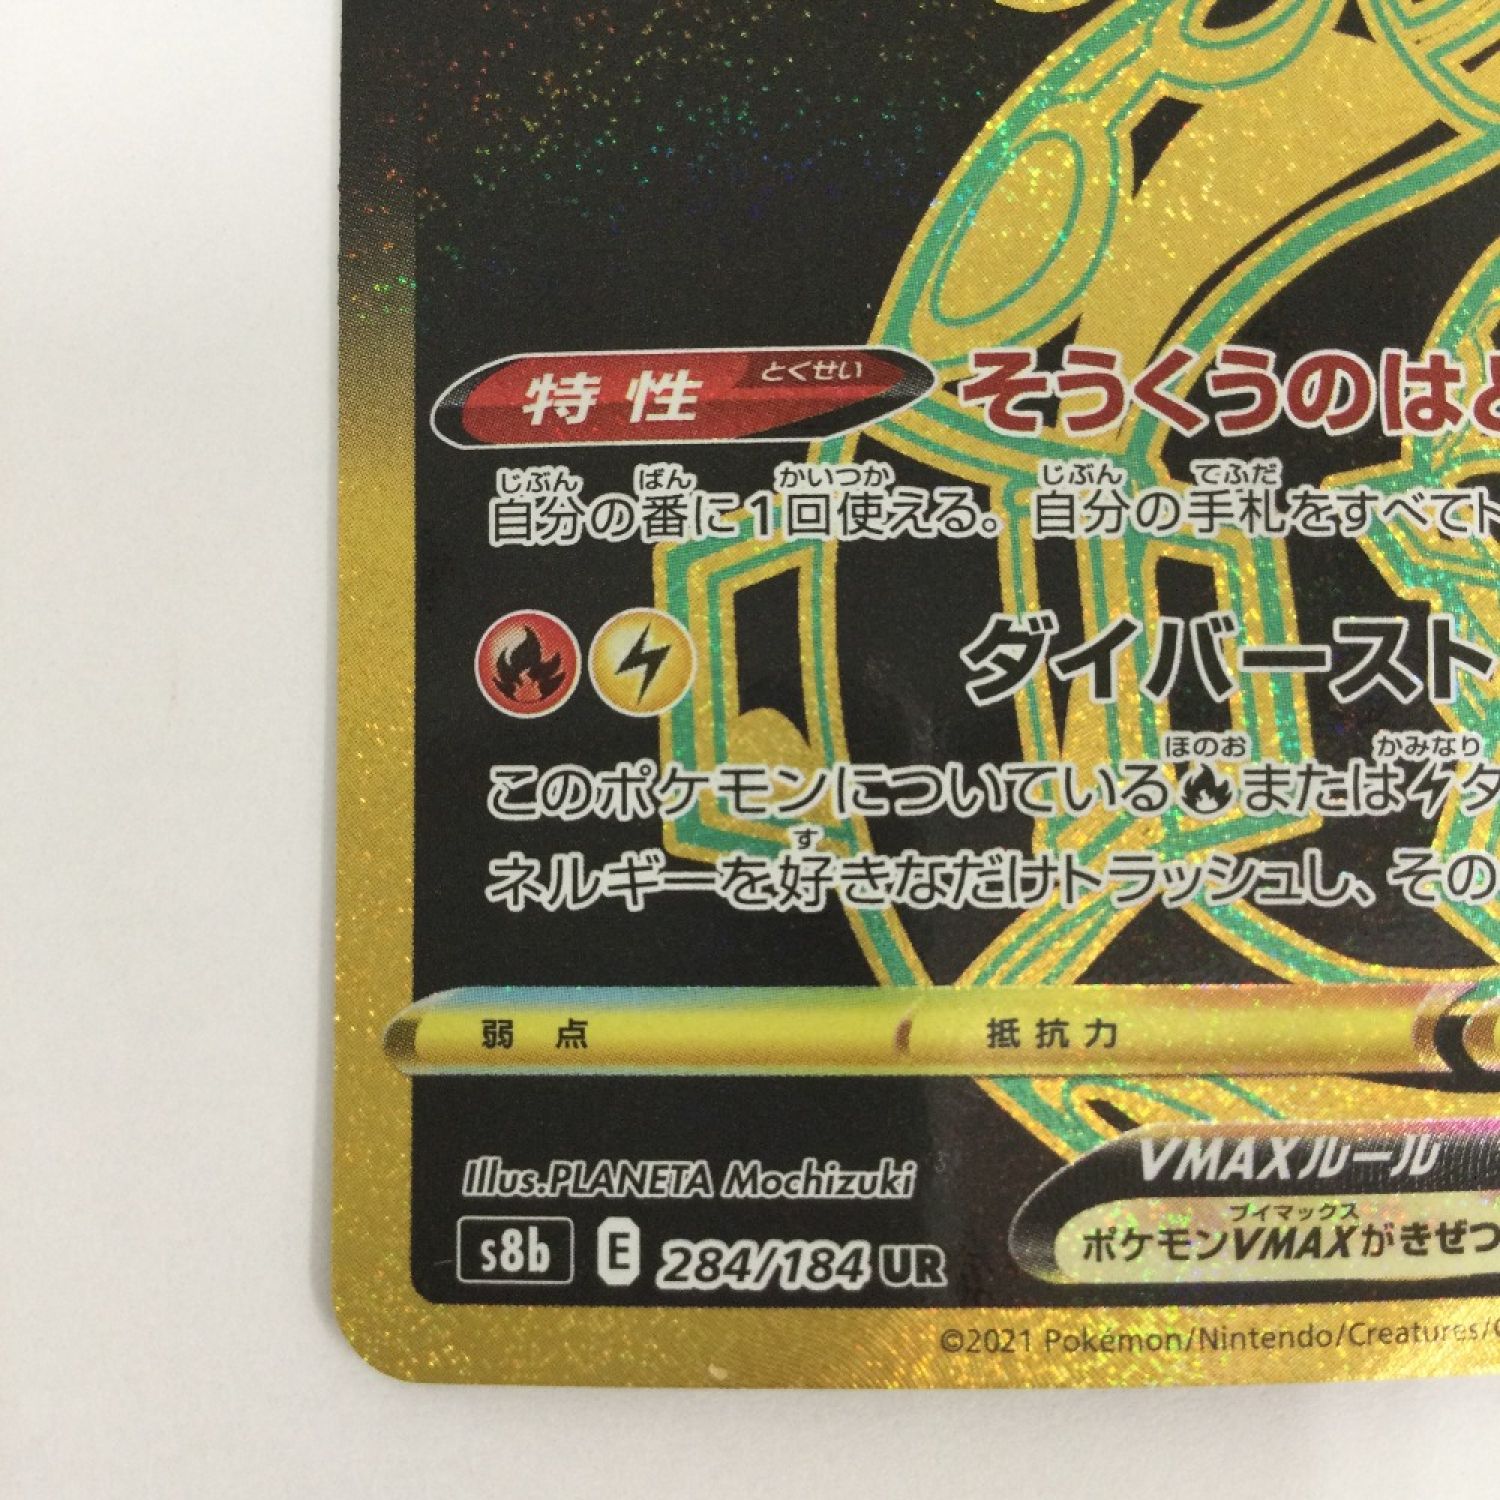 特性 とくせい そうくうのは
じぶん ばん かいつか じぶん てふだ
自分の番に1回使える。自分の手札をすべてト
ダイバースト
ほのお かみなり
このポケモンについているまたはタ
す
ネルギーを好きなだけトラッシュし、その
弱点 抵抗力
Illus.PLANETA Mochizuki
VMAXルール
s8b E 284/184 UR
ブイマックス
ポケモンVMAXがきぜつ
©2021 Pokémon/Nintendo/Creatures/